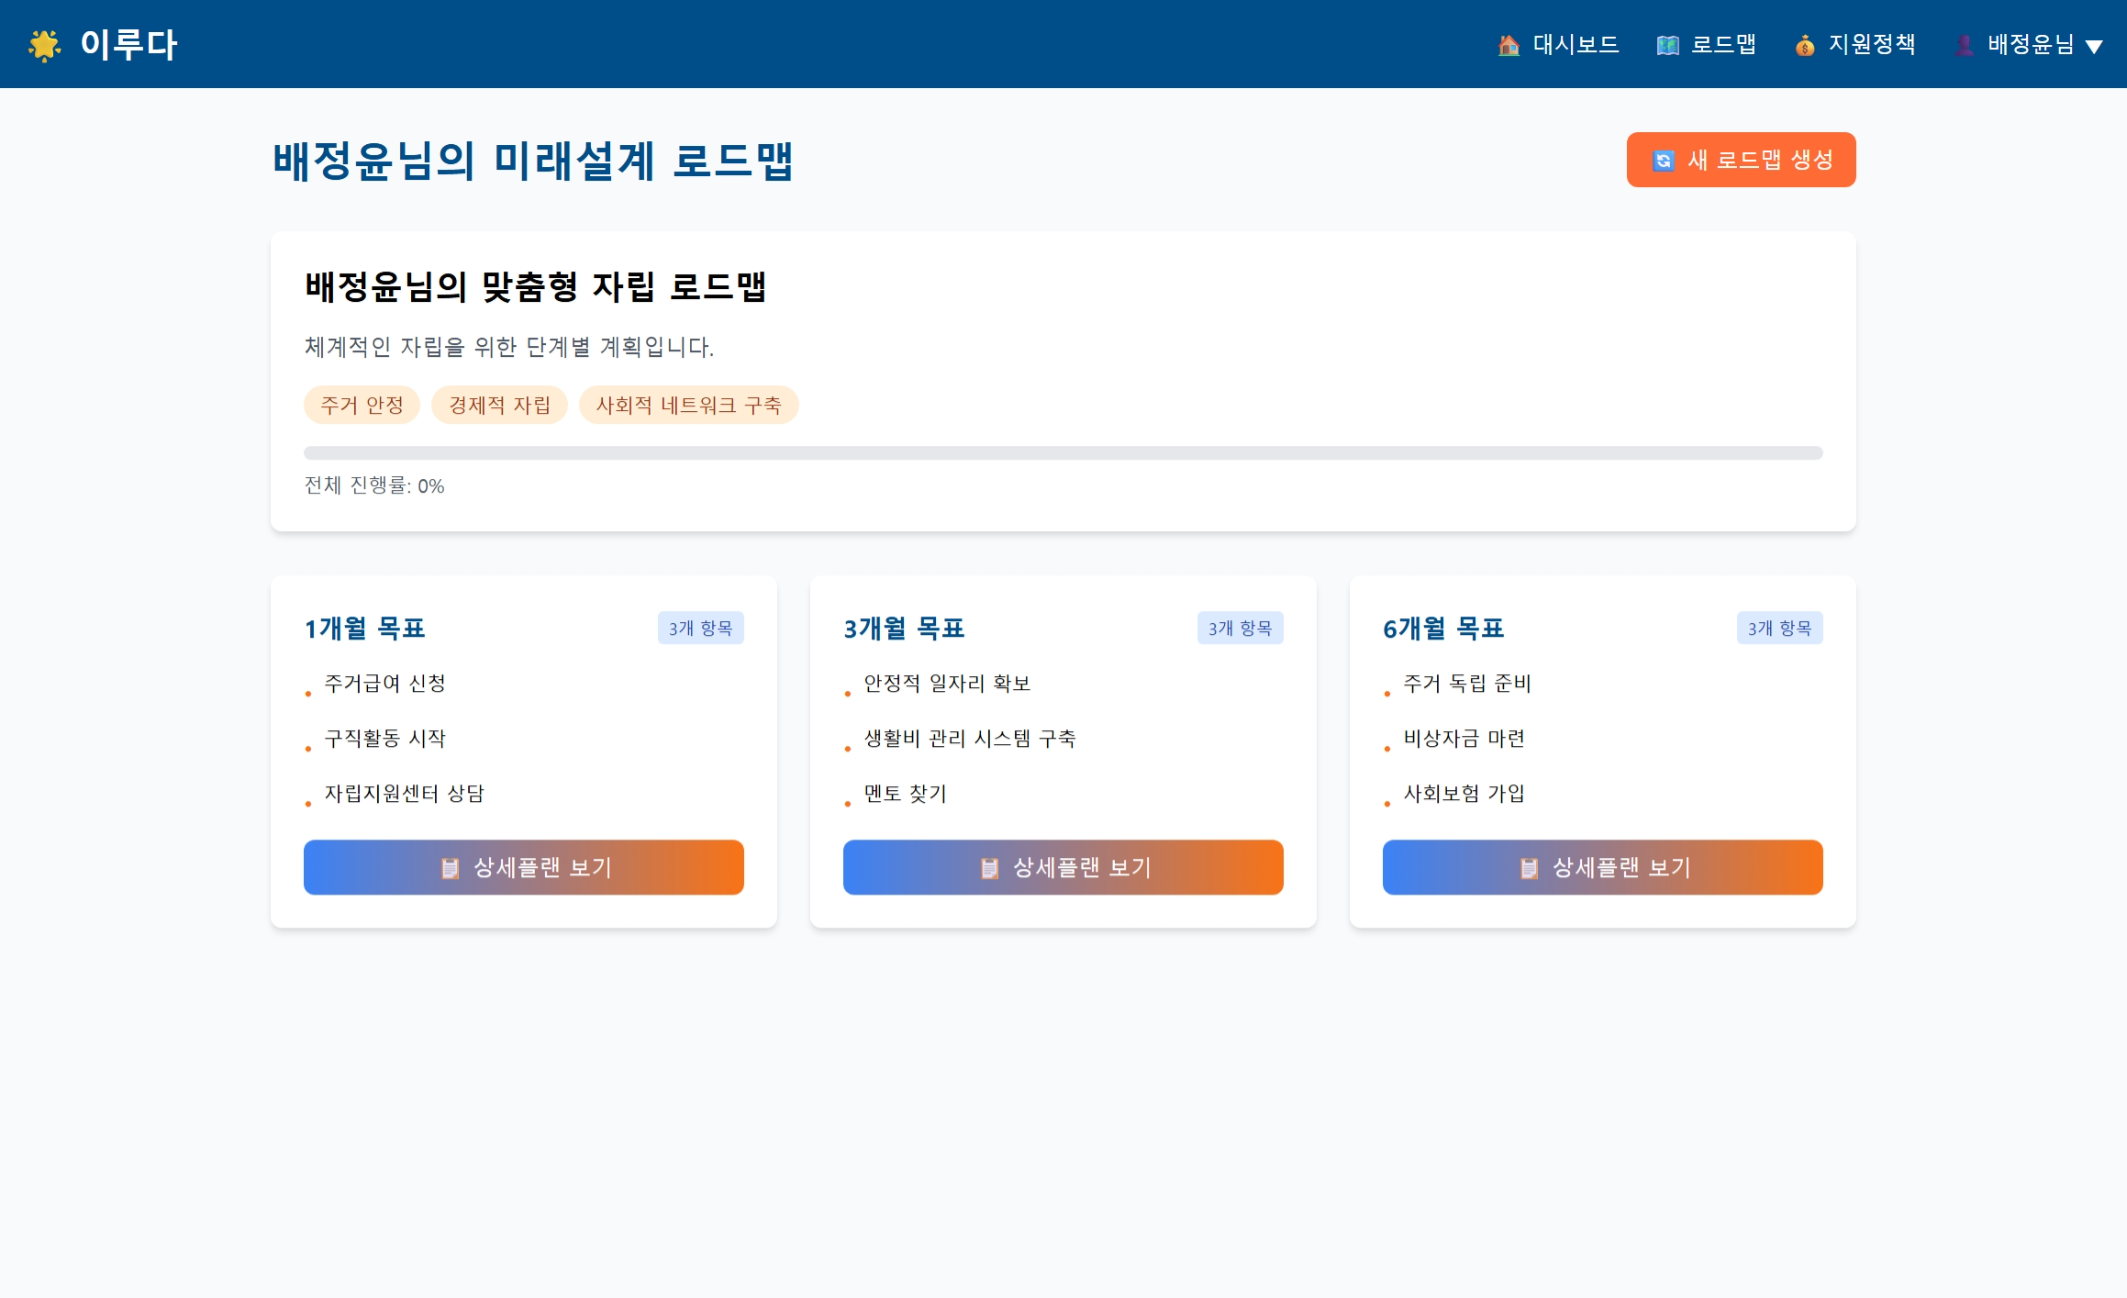 이루다
대시보드 로드맵 지원정책 배정윤님 ▼
배정윤님의 미래설계 로드맵
새 로드맵 생성
배정윤님의 맞춤형 자립 로드맵
체계적인 자립을 위한 단계별 계획입니다.
주거 안정 경제적 자립 사회적 네트워크 구축
전체 진행률: 0%
1개월 목표 3개 항목
• 주거급여 신청
• 구직활동 시작
• 자립지원센터 상담
상세플랜 보기
3개월 목표 3개 항목
• 안정적 일자리 확보
• 생활비 관리 시스템 구축
• 멘토 찾기
상세플랜 보기
6개월 목표 3개 항목
• 주거 독립 준비
• 비상자금 마련
• 사회보험 가입
상세플랜 보기